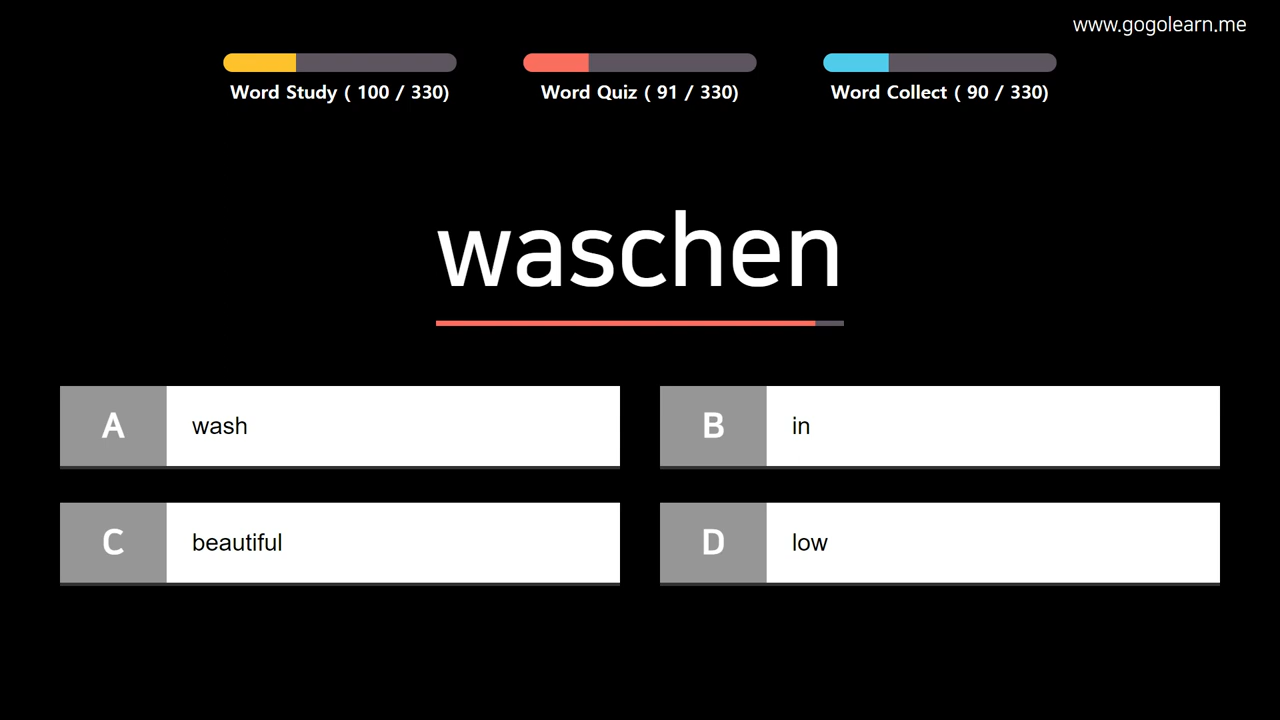 www.gogolearn.me
Word Study ( 100 / 330)
Word Quiz ( 91 / 330)
Word Collect ( 90 / 330)
waschen
A wash
B in
C beautiful
D low